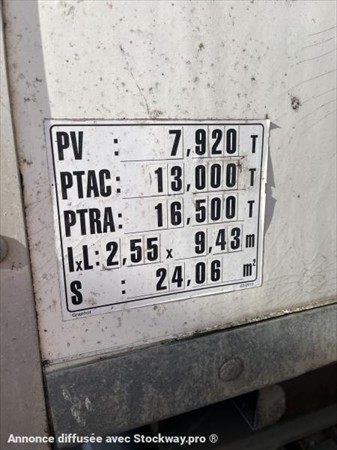 PV : 7,920 T
PTAC: 13,000 T
PTRA: 16,500 T
lxL: 2,55 x 9,43 m
S : 24,06 m²
Annonce diffusée avec Stockway.pro ®